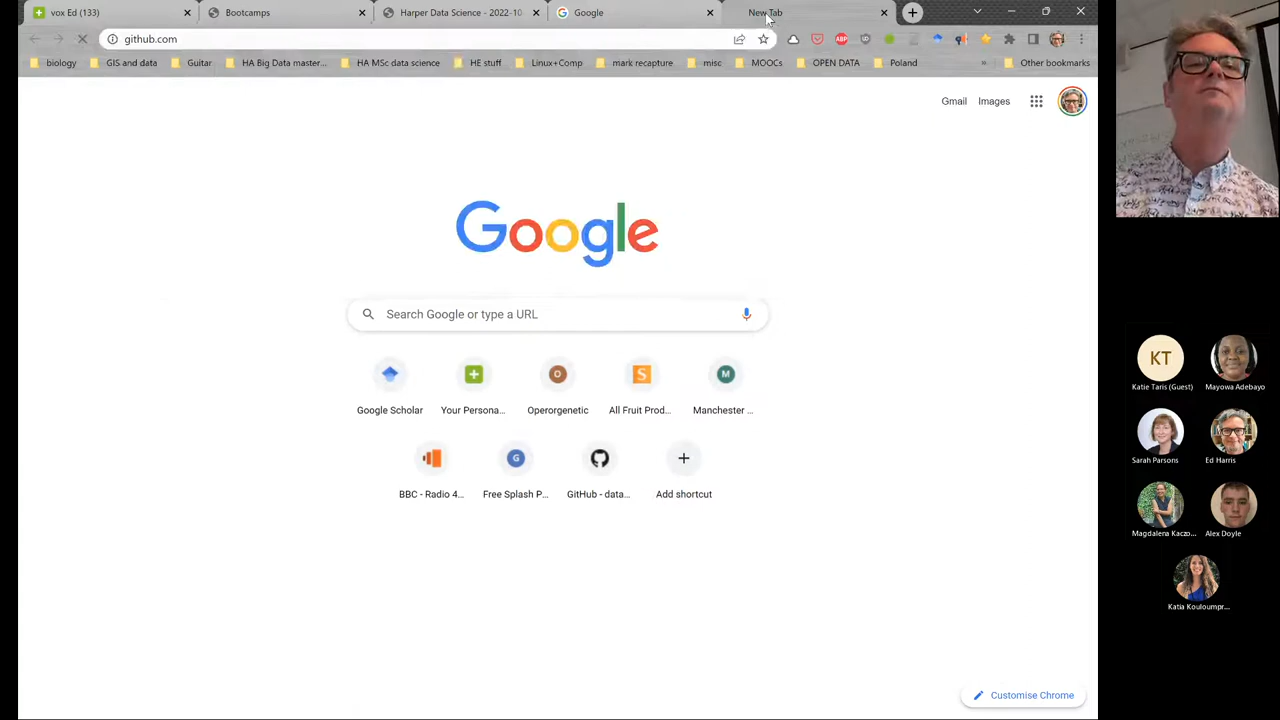 vox Ed (133)
Bootcamps
Harper Data Science - 2022-10
Google
New Tab
github.com
ABP
biology
GIS and data
Guitar
HA Big Data master...
HA MSc data science
HE stuff
Linux+Comp
mark recapture
misc
MOOCs
OPEN DATA
Poland
»
Other bookmarks
Gmail
Images
Google
Search Google or type a URL
O
S
M
Google Scholar
Your Persona...
Operorgenetic
All Fruit Prod...
Manchester ...
G
BBC - Radio 4...
Free Splash P...
GitHub - data...
Add shortcut
Customise Chrome
KT
Katie Taris (Guest)
Mayowa Adebayo
Sarah Parsons
Ed Harris
Magdalena Kaczo...
Alex Doyle
Katia Kouloumpr...